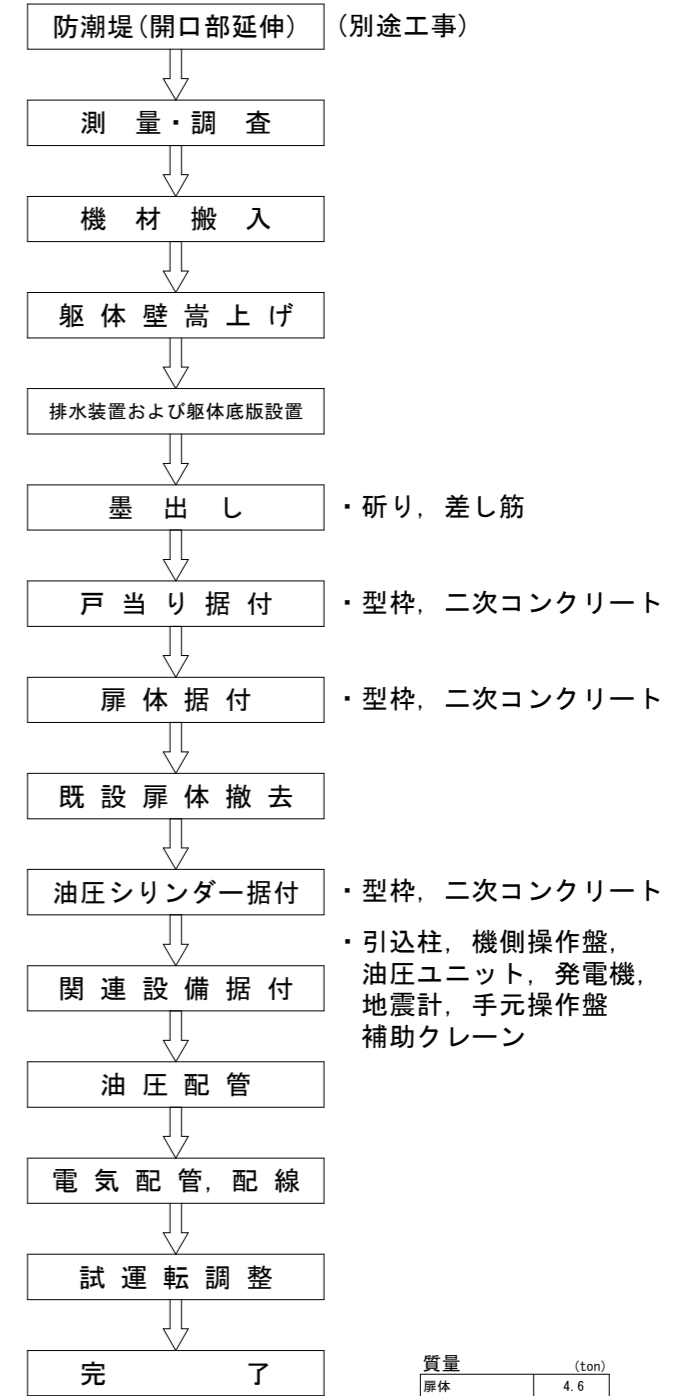 防潮堤(開口部延伸) (別途工事)
測 量・調 査
機 材 搬 入
躯 体 壁 嵩 上 げ
排水装置および躯体底版設置
墨 出 し ・斫り, 差し筋
戸 当 り 据 付 ・型枠, 二次コンクリート
扉 体 据 付 ・型枠, 二次コンクリート
既 設 扉 体 撤 去
油圧シリンダー据付 ・型枠, 二次コンクリート
関 連 設 備 据 付 ・引込柱, 機側操作盤,
油圧ユニット, 発電機,
地震計, 手元操作盤
補助クレーン
油 圧 配 管
電 気 配 管, 配 線
試 運 転 調 整
完 了
質量 (ton)
扉体 4.6